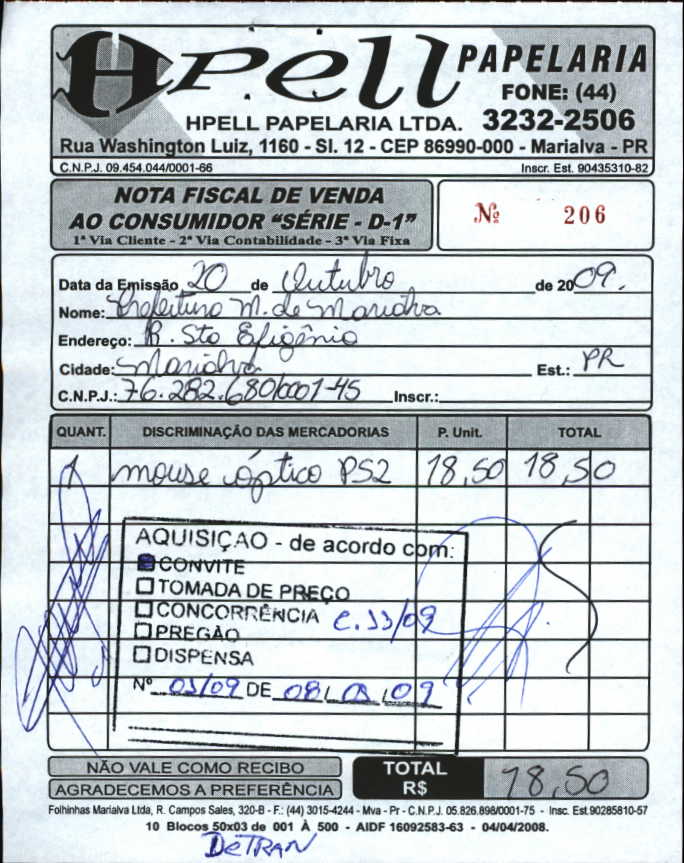 HPELL PAPELARIA
FONE: (44)
HPELL PAPELARIA LTDA. 3232-2506
Rua Washington Luiz, 1160 - Sl. 12 - CEP 86990-000 - Marialva - PR
C.N.P.J. 09.454.044/0001-66 Inscr. Est. 90435310-82
NOTA FISCAL DE VENDA
AO CONSUMIDOR “SÉRIE - D-1”
1ª Via Cliente - 2ª Via Contabilidade - 3ª Via Fixa
Nº 206
Data da Emissão 20 de Outubro de 2009.
Nome: Prefeitura M. de Marialva
Endereço: R. Sta Efigênia
Cidade: Marialva Est.: PR
C.N.P.J.: 76.282.680/0001-45 Inscr.:
QUANT. DISCRIMINAÇÃO DAS MERCADORIAS P. Unit. TOTAL
1 mouse óptico PS2 18,50 18,50
AQUISIÇAO - de acordo com:
CONVITE
TOMADA DE PREÇO
CONCORRÊNCIA
PREGÃO
DISPENSA
Nº /09 DE 09
NÃO VALE COMO RECIBO
AGRADECEMOS A PREFERÊNCIA
TOTAL
R$ 18,50
Folhinhas Marialva Ltda, R. Campos Sales, 320-B - F.: (44) 3015-4244 - Mva - Pr - C.N.P.J. 05.826.898/0001-75 - Insc. Est.90285810-57
10 Blocos 50x03 de 001 À 500 - AIDF 16092583-63 - 04/04/2008.
DETRAN